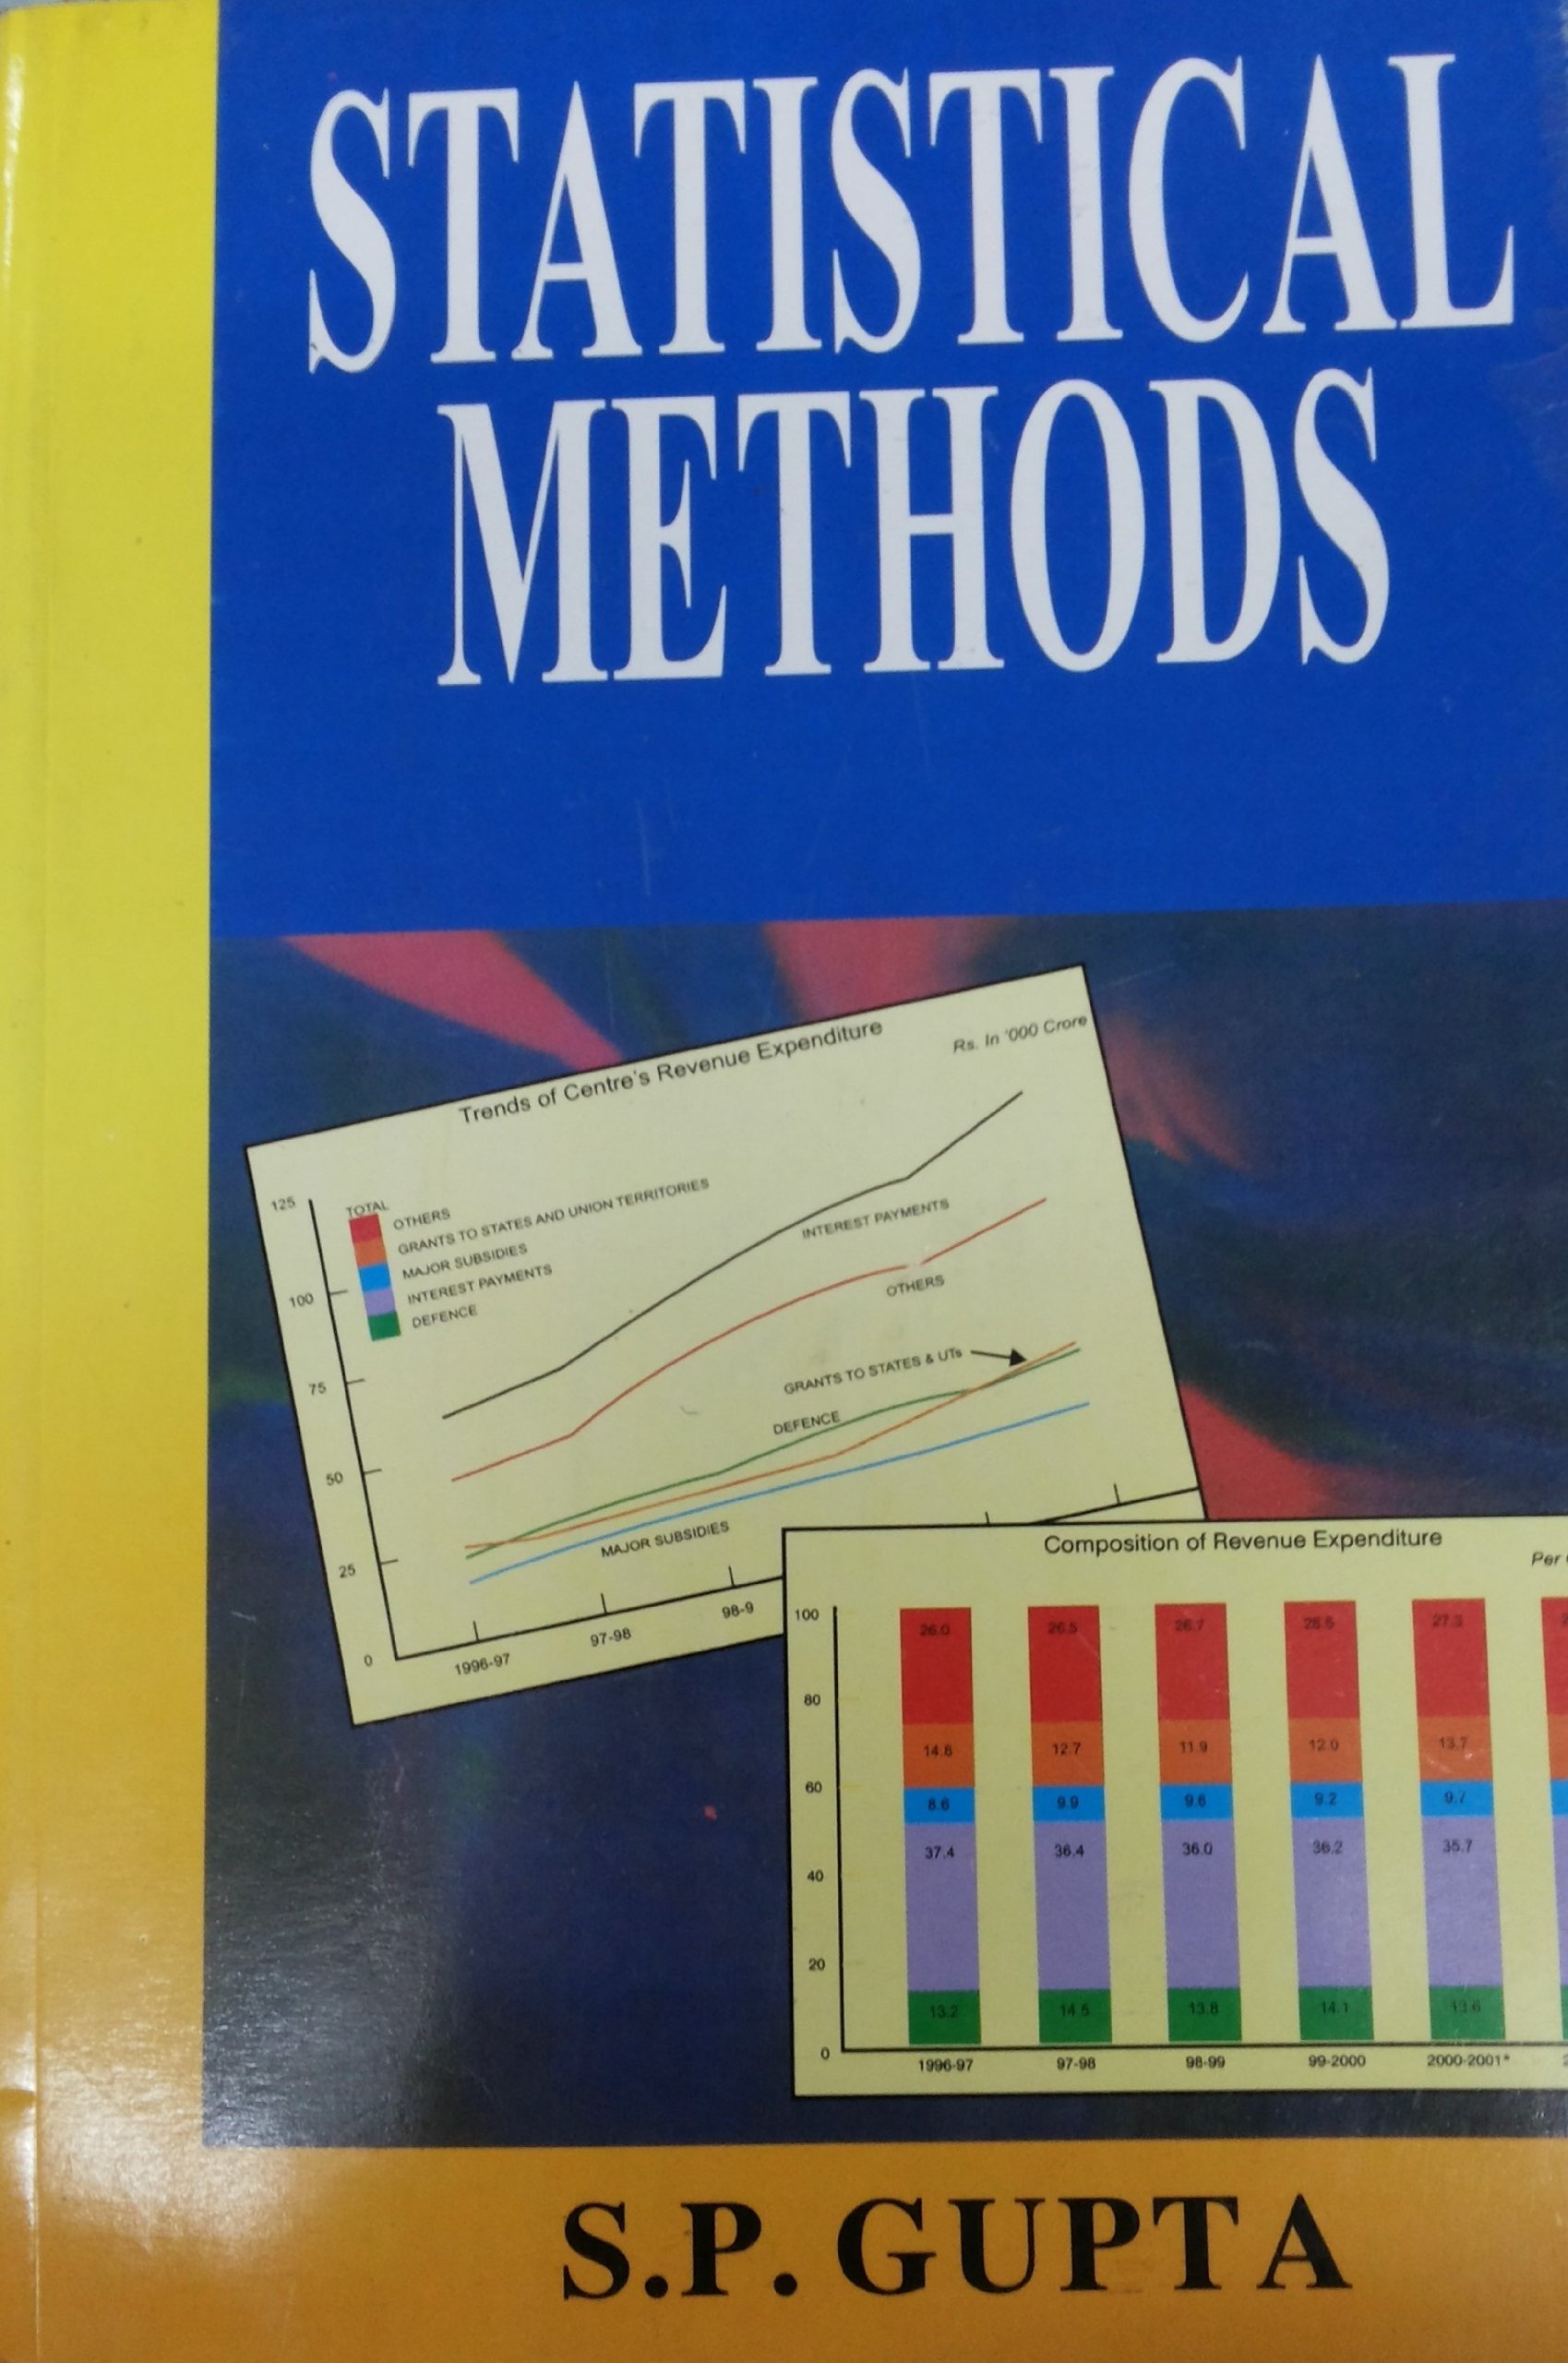 STATISTICAL
METHODS
Trends of Centre's Revenue Expenditure
Rs. In '000 Crore
125
100
75
50
25
0
TOTAL
OTHERS
GRANTS TO STATES AND UNION TERRITORIES
MAJOR SUBSIDIES
INTEREST PAYMENTS
DEFENCE
INTEREST PAYMENTS
OTHERS
GRANTS TO STATES & UTs
DEFENCE
MAJOR SUBSIDIES
1996-97 97-98 98-9
Composition of Revenue Expenditure
Per
100
80
60
40
20
0
26.0 26.5 26.7 28.5 27.3
14.8 12.7 11.9 12.0 13.7
8.6 9.9 9.6 9.2 9.7
37.4 36.4 36.0 36.2 35.7
13.2 14.5 13.8 14.1 13.6
1996-97 97-98 98-99 99-2000 2000-2001*
S.P. GUPTA